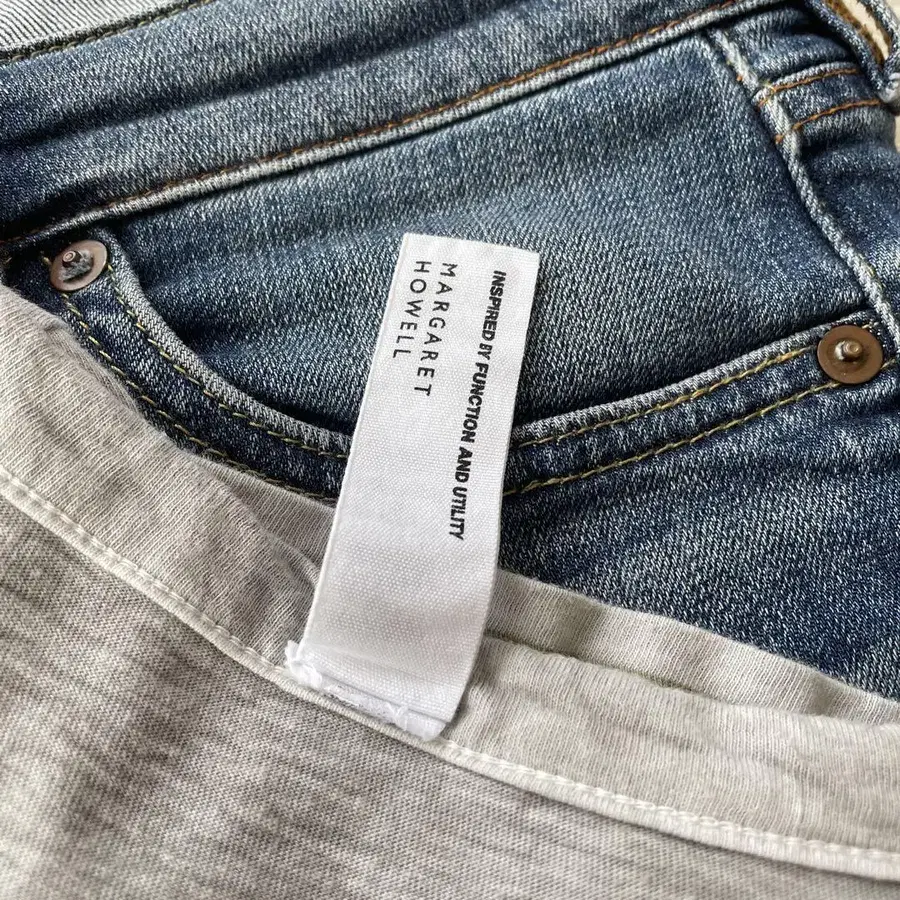 INSPIRED BY FUNCTION AND UTILITY
MARGARET
HOWELL